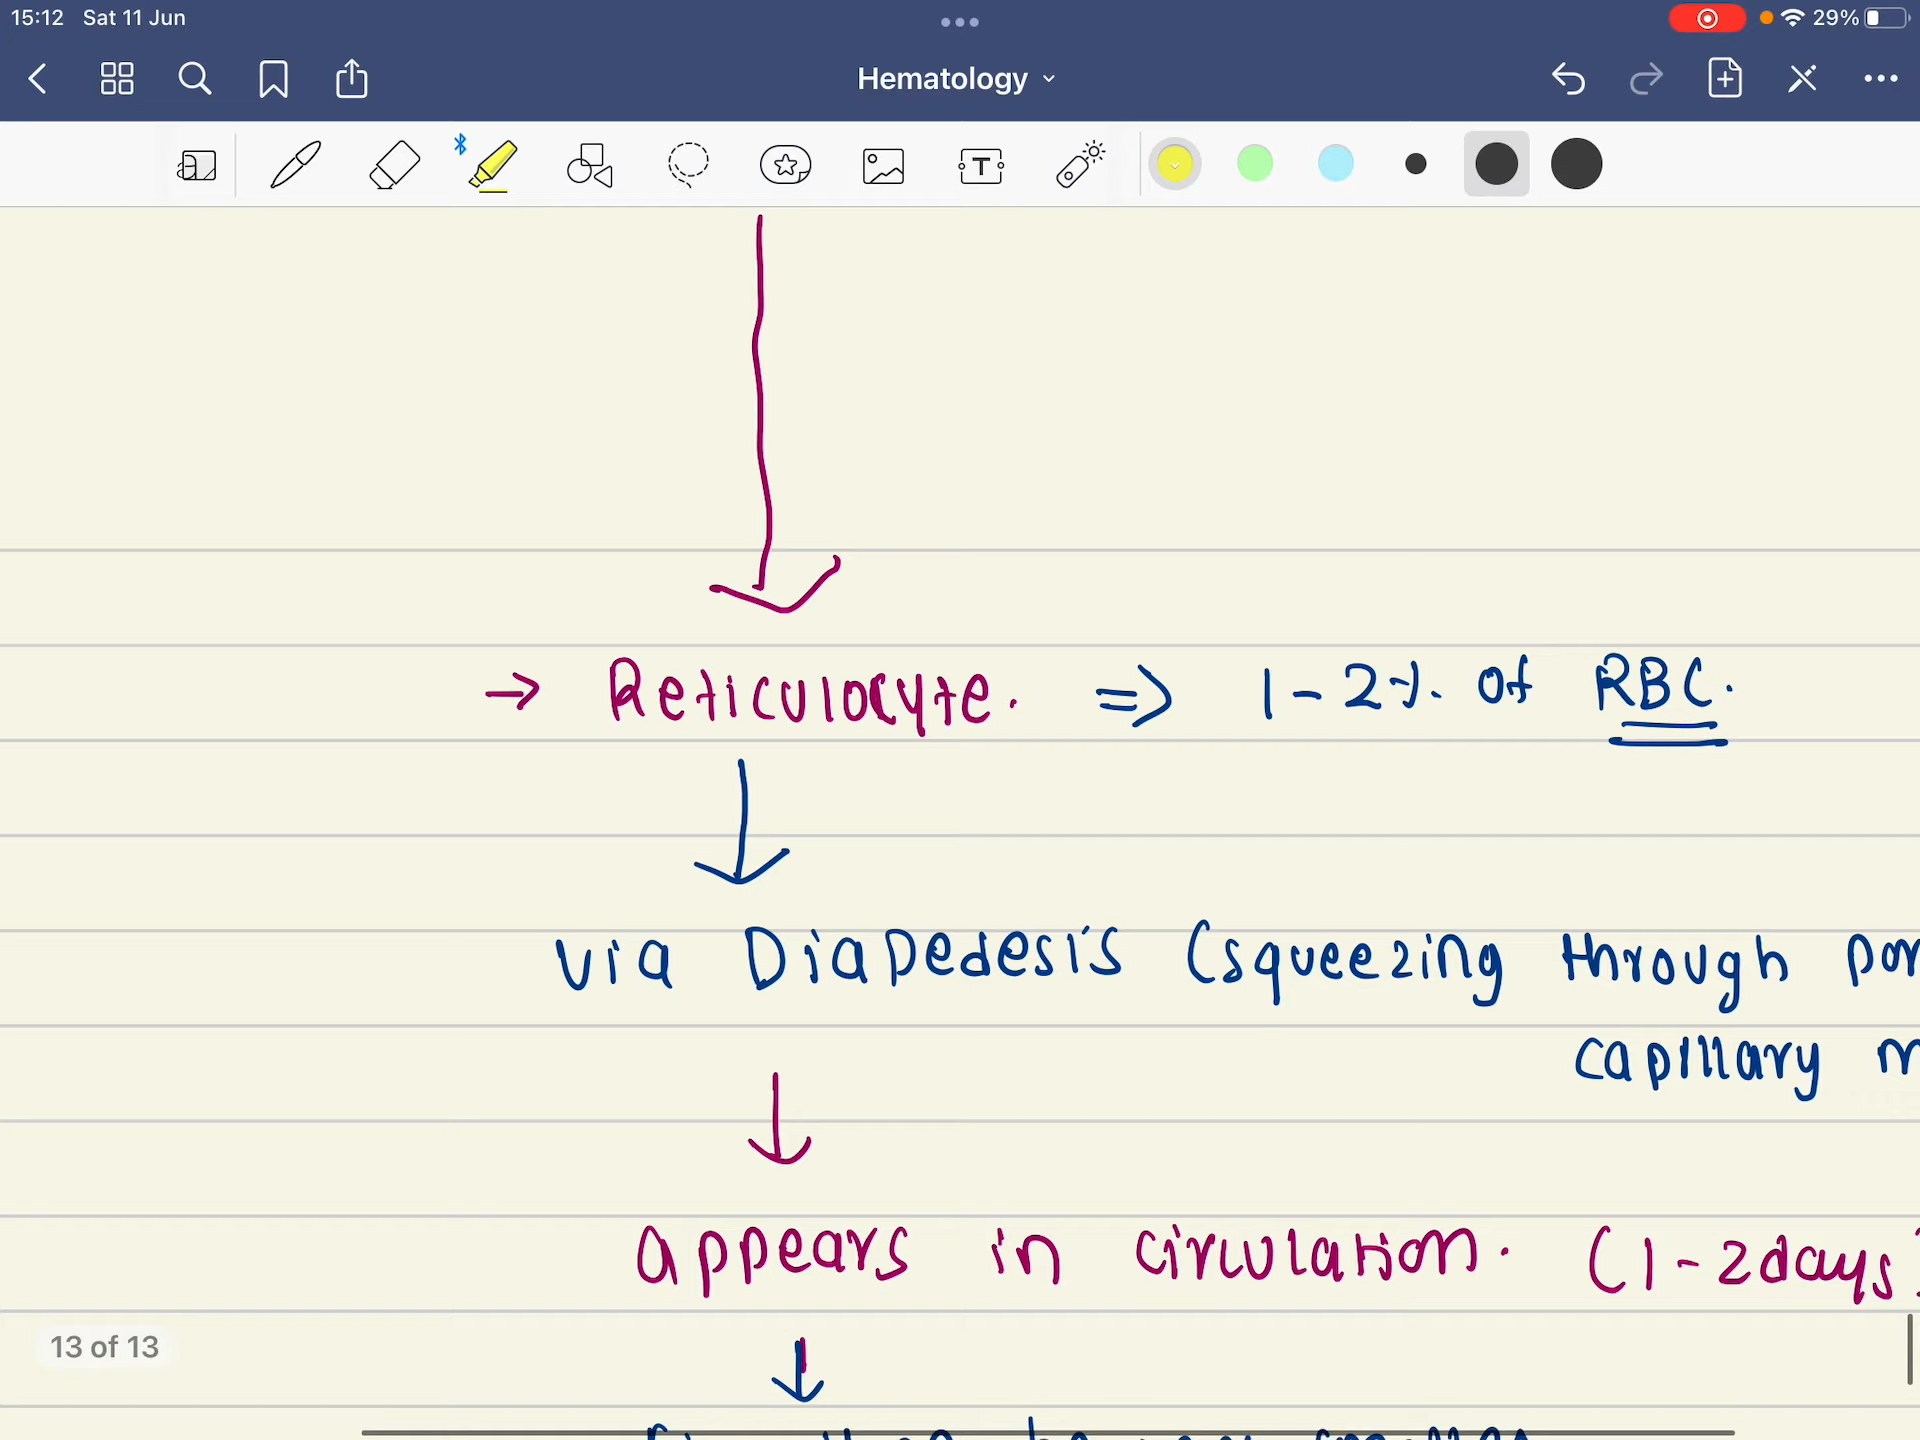 15:12 Sat 11 Jun
29%
Hematology
→ Reticulocyte. => 1-2% of RBC.
via Diapedesis (squeezing through
capillary
appears in circulation. (1-2days)
13 of 13